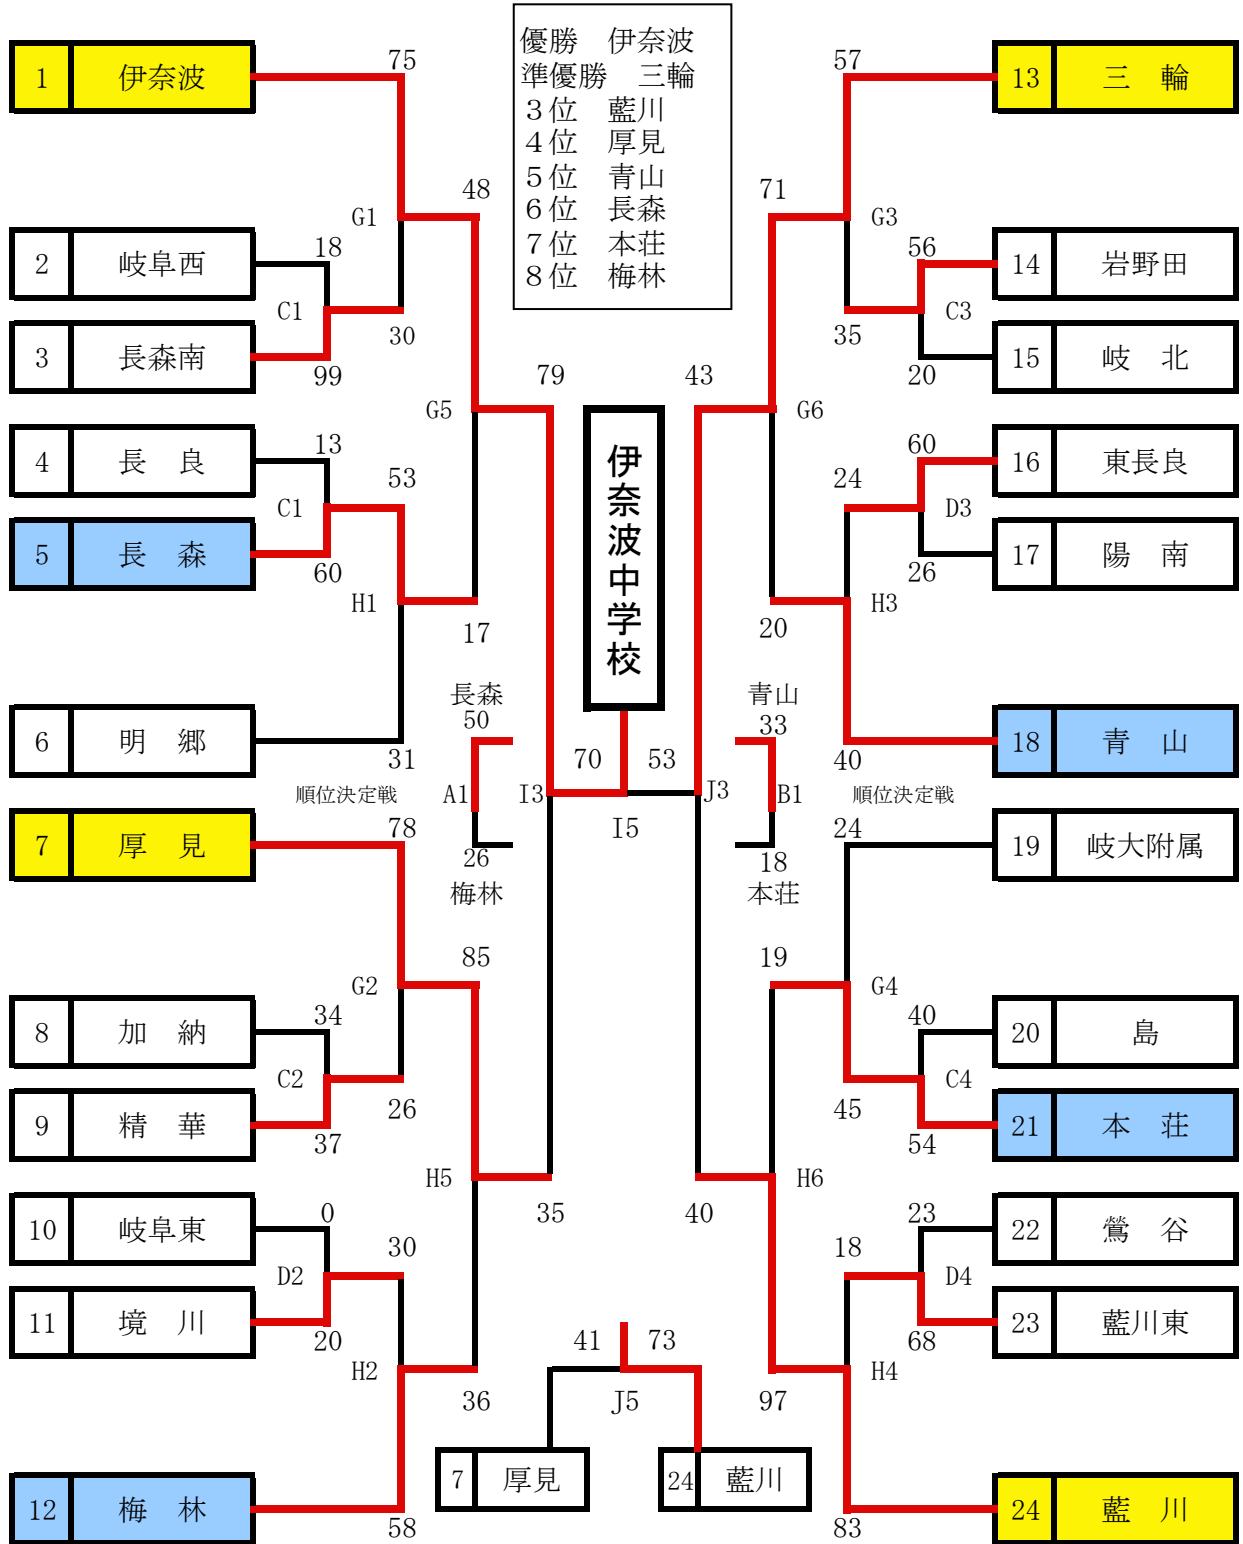 優勝　伊奈波
準優勝　三輪
３位　藍川
４位　厚見
５位　青山
６位　長森
７位　本荘
８位　梅林
1 伊奈波
75
57
13 三　輪
48
71
G1
G3
2 岐阜西
18
56
14 岩野田
C1
30
35
C3
3 長森南
99
20
15 岐　北
79
43
G5
G6
4 長　良
13
53
24
60
16 東長良
C1
D3
5 長　森
60
26
17 陽　南
H1
H3
17
20
伊奈波中学校
長森
50
青山
33
6 明　郷
31
70
53
40
18 青　山
順位決定戦
A1
I3
J3
B1
順位決定戦
I5
7 厚　見
78
26
梅林
18
本荘
24
19 岐大附属
85
19
G2
G4
8 加　納
34
40
20 島
C2
26
45
C4
9 精　華
37
54
21 本　荘
H5
H6
35
40
10 岐阜東
0
30
18
23
22 鶯　谷
D2
D4
11 境　川
20
68
23 藍川東
41
73
H2
H4
36
J5
97
7 厚見
24 藍川
12 梅　林
58
83
24 藍　川